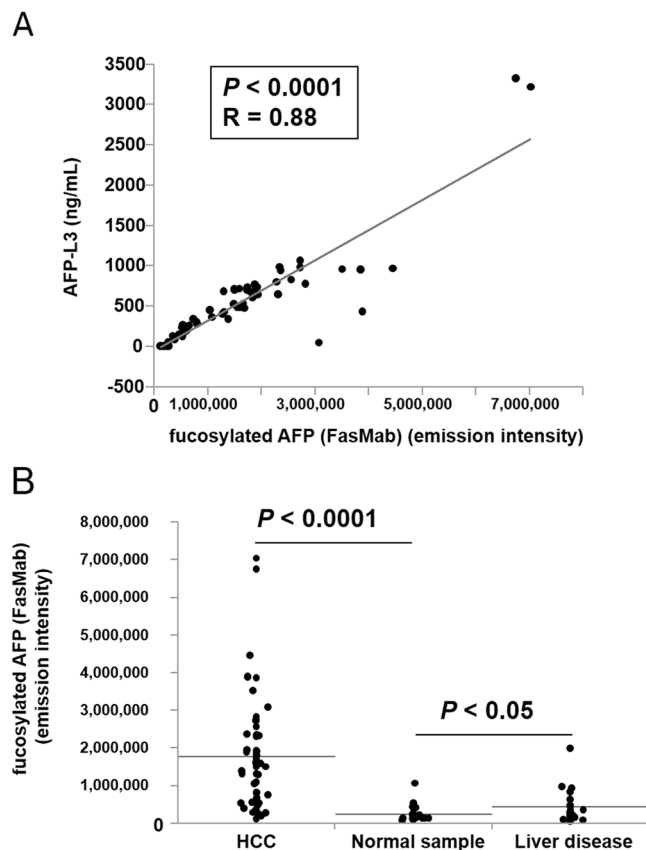 A
P < 0.0001
R = 0.88
AFP-L3 (ng/mL)
3500
3000
2500
2000
1500
1000
500
0
-500
0 1,000,000 3,000,000 5,000,000 7,000,000
fucosylated AFP (FasMab) (emission intensity)
B
fucosylated AFP (FasMab)
(emission intensity)
8,000,000
7,000,000
6,000,000
5,000,000
4,000,000
3,000,000
2,000,000
1,000,000
0
P < 0.0001
P < 0.05
HCC Normal sample Liver disease